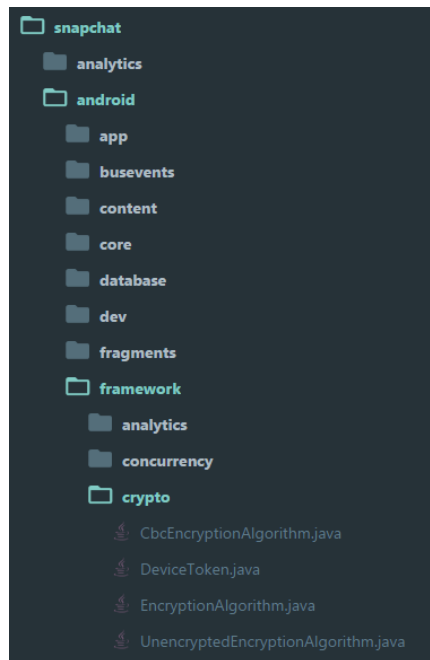 snapchat
analytics
android
app
busevents
content
core
database
dev
fragments
framework
analytics
concurrency
crypto
CbcEncryptionAlgorithm.java
DeviceToken.java
EncryptionAlgorithm.java
UnencryptedEncryptionAlgorithm.java